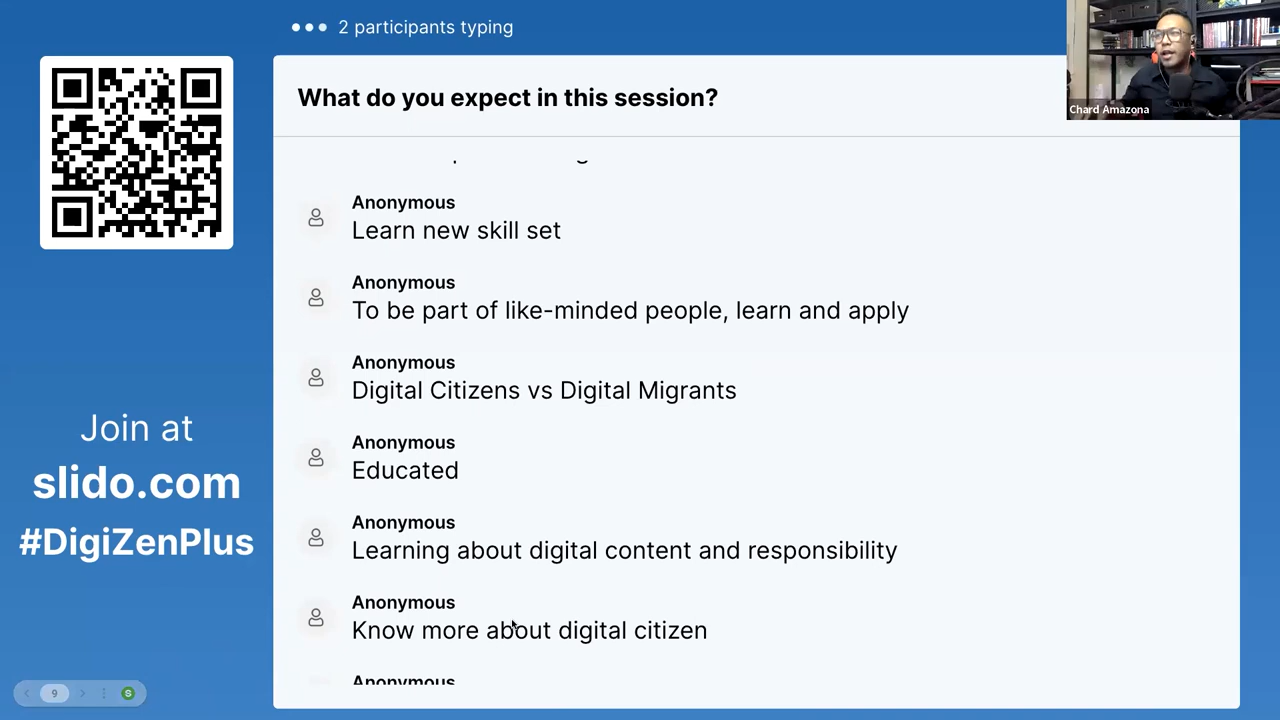 2 participants typing
What do you expect in this session?
Chard Amazona
Anonymous
Learn new skill set
Anonymous
To be part of like-minded people, learn and apply
Anonymous
Digital Citizens vs Digital Migrants
Anonymous
Educated
Anonymous
Learning about digital content and responsibility
Anonymous
Know more about digital citizen
Anonymous
Join at
slido.com
#DigiZenPlus
9
S